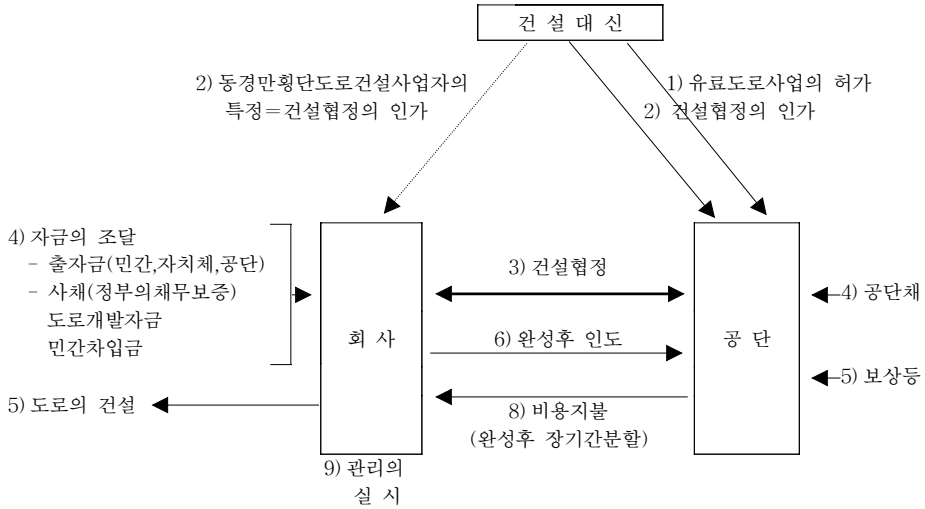 건 설 대 신
2) 동경만횡단도로건설사업자의
특정=건설협정의 인가
1) 유료도로사업의 허가
2) 건설협정의 인가
4) 자금의 조달
- 출자금(민간,자치체,공단)
- 사채(정부의채무보증)
도로개발자금
민간차입금
5) 도로의 건설
회 사
9) 관리의
실 시
3) 건설협정
6) 완성후 인도
8) 비용지불
(완성후 장기간분할)
공 단
4) 공단채
5) 보상등